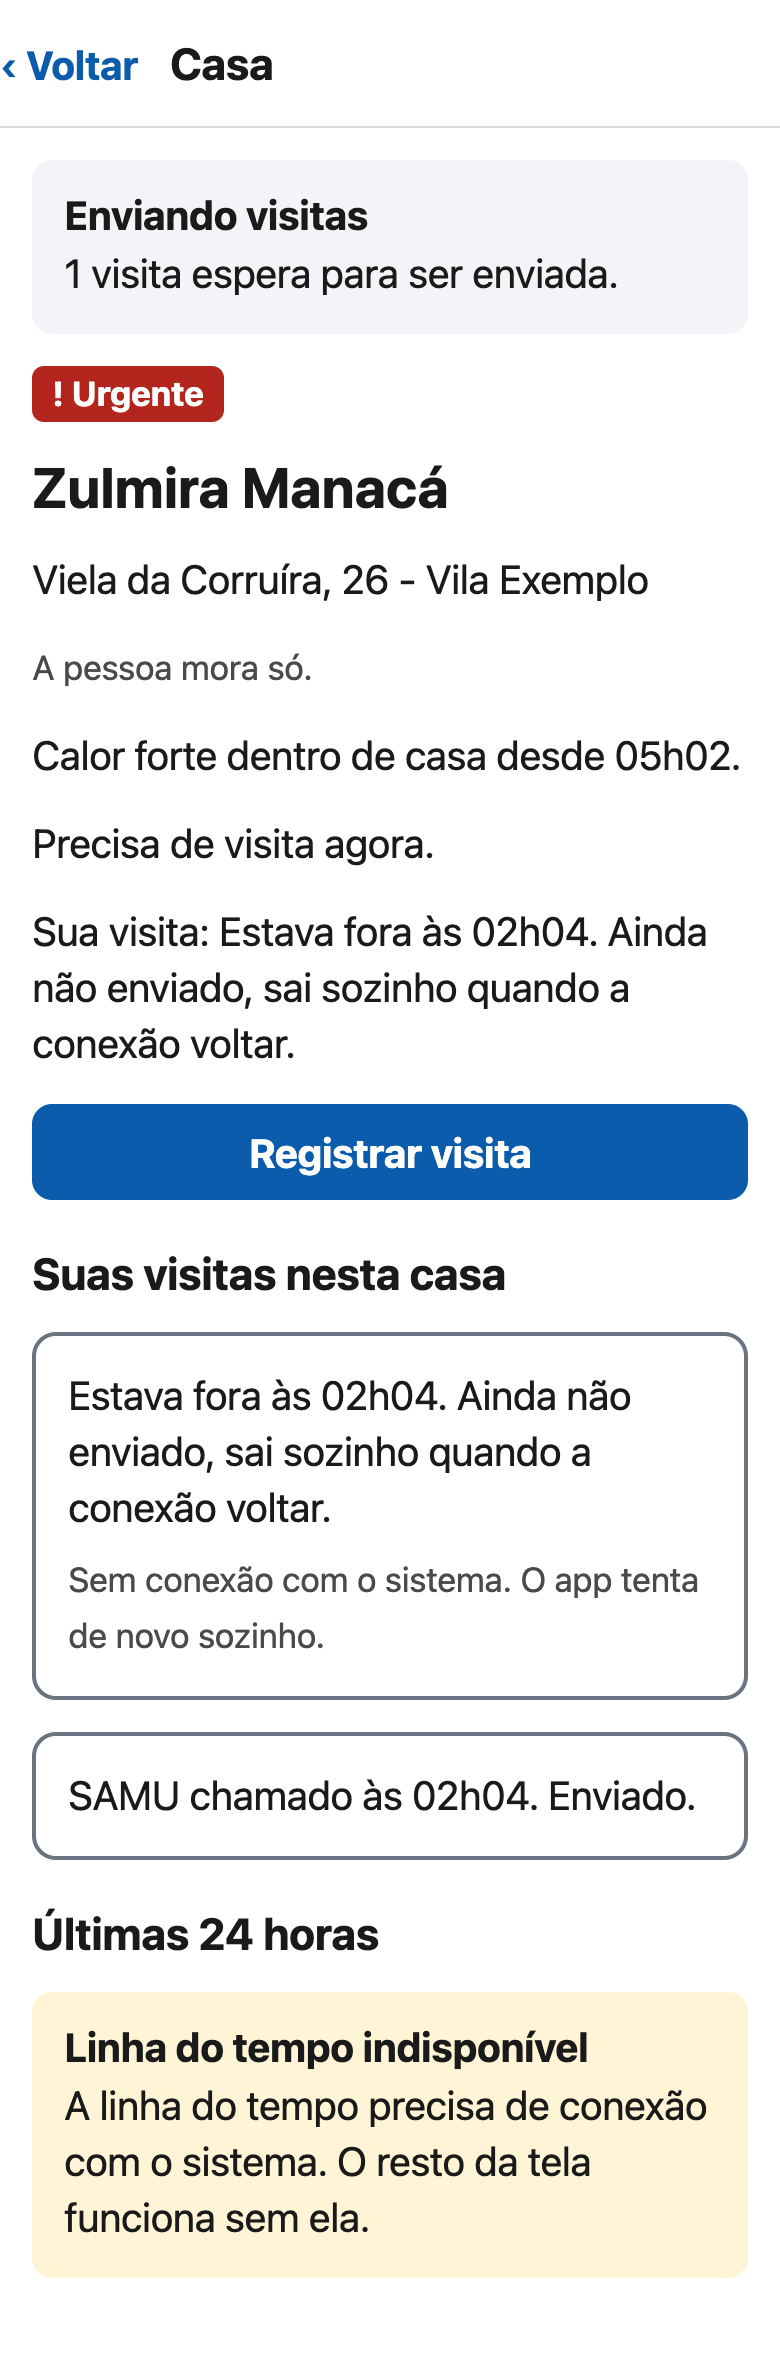 ‹ Voltar Casa
Enviando visitas
1 visita espera para ser enviada.
! Urgente
Zulmira Manacá
Viela da Corruíra, 26 - Vila Exemplo
A pessoa mora só.
Calor forte dentro de casa desde 05h02.
Precisa de visita agora.
Sua visita: Estava fora às 02h04. Ainda
não enviado, sai sozinho quando a
conexão voltar.
Registrar visita
Suas visitas nesta casa
Estava fora às 02h04. Ainda não
enviado, sai sozinho quando a
conexão voltar.
Sem conexão com o sistema. O app tenta
de novo sozinho.
SAMU chamado às 02h04. Enviado.
Últimas 24 horas
Linha do tempo indisponível
A linha do tempo precisa de conexão
com o sistema. O resto da tela
funciona sem ela.